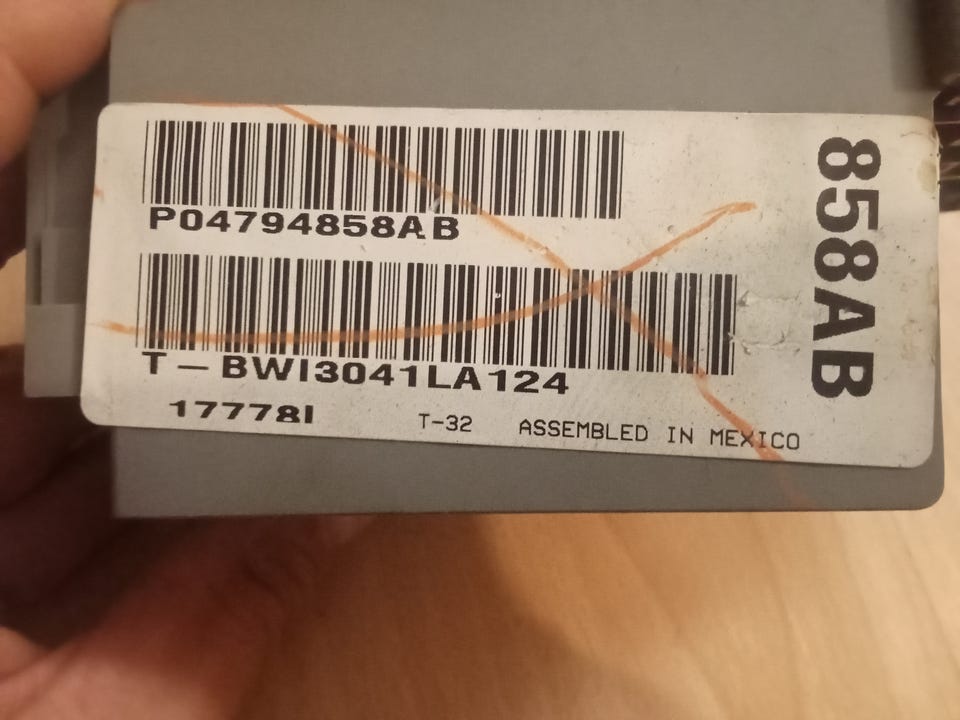 P04794858AB
T-BWI3041LA124
17778I
T-32 ASSEMBLED IN MEXICO
858AB